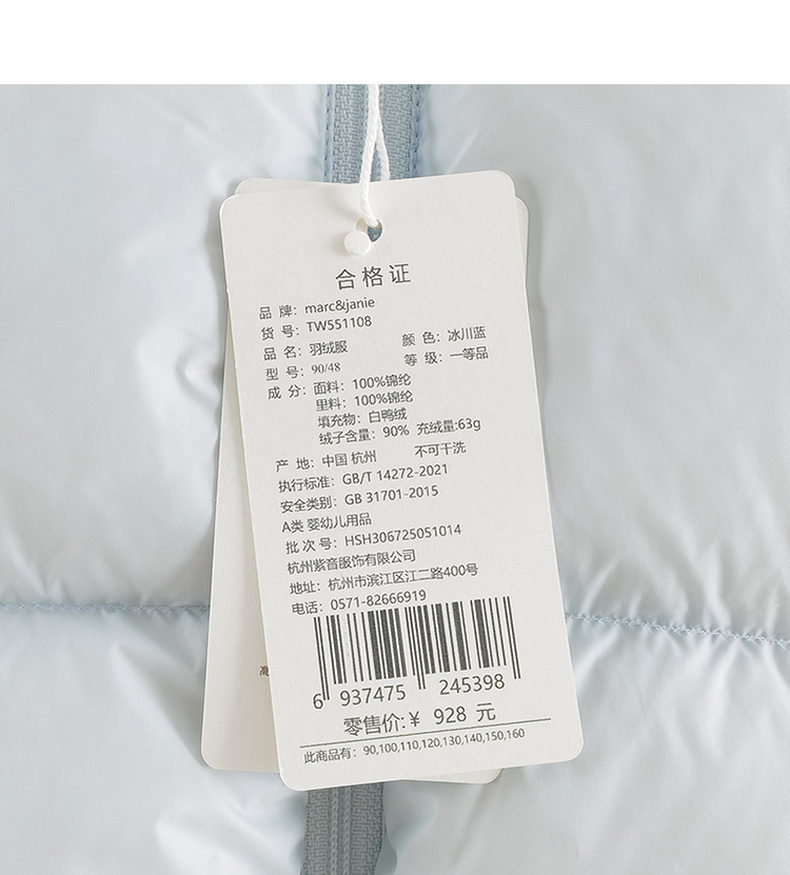 合格证
品 牌: marc&janie
货 号: TW551108
品 名: 羽绒服 颜 色: 冰川蓝
型 号: 90/48 等 级: 一等品
成 分: 面料: 100%锦纶
里料: 100%锦纶
填充物: 白鸭绒
绒子含量: 90% 充绒量:63g
产 地: 中国 杭州 不可干洗
执行标准: GB/T 14272-2021
安全类别: GB 31701-2015
A类 婴幼儿用品
批 次 号: HSH306725051014
杭州紫音服饰有限公司
地址: 杭州市滨江区江二路400号
电话: 0571-82666919
6 937475 245398
零售价:¥ 928 元
此商品有: 90,100,110,120,130,140,150,160